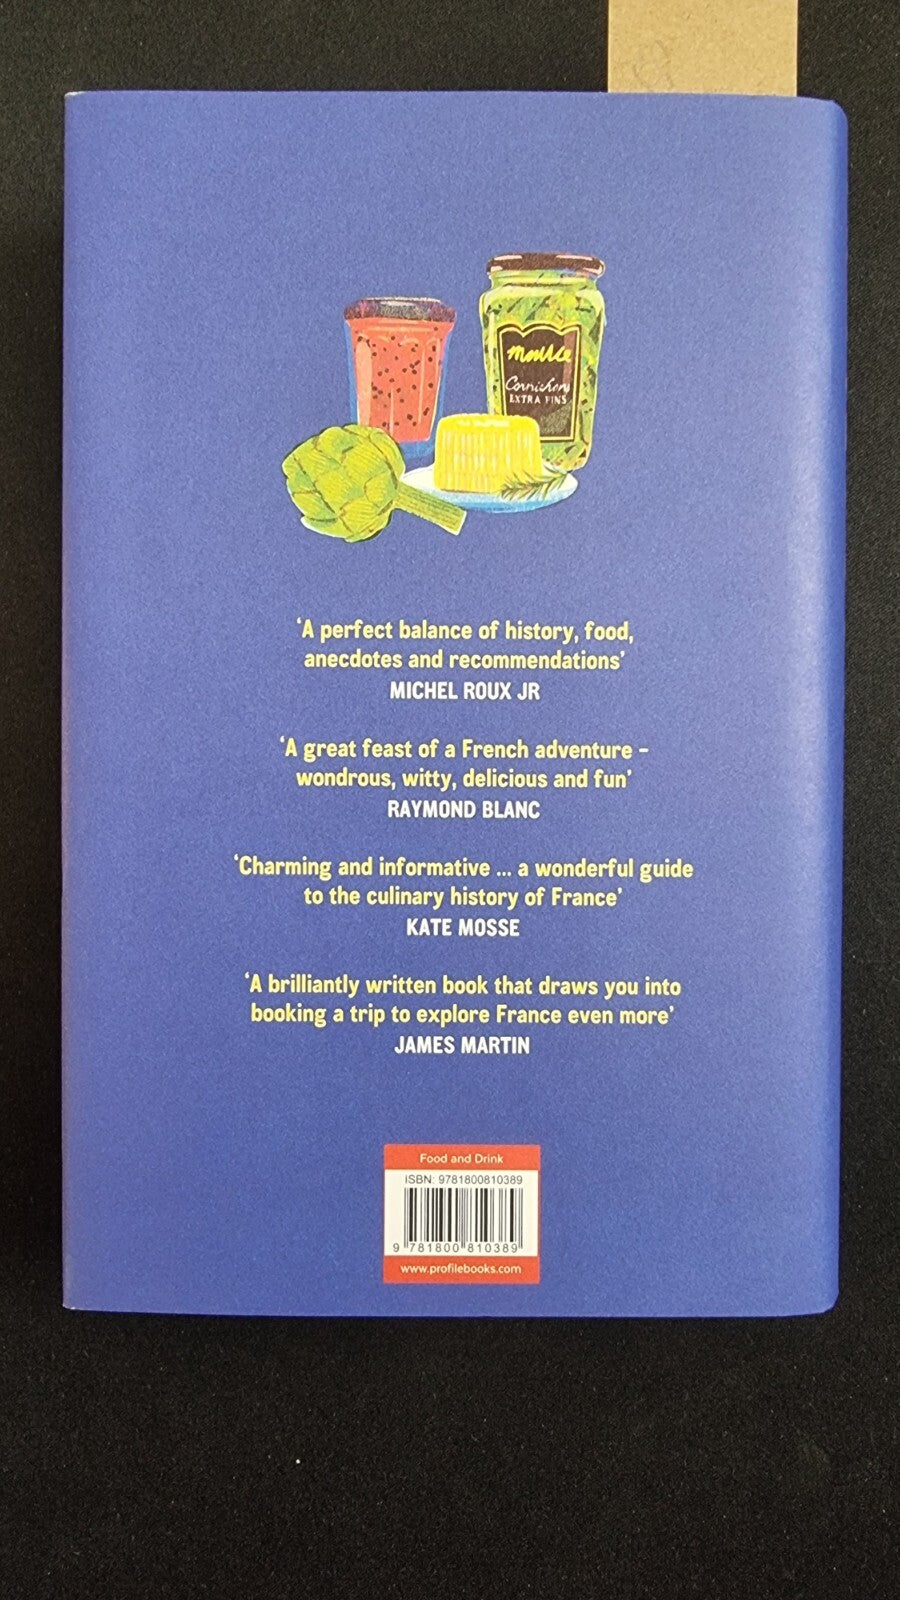 Maille
Cornichons
EXTRA FINS
‘A perfect balance of history, food,
anecdotes and recommendations’
MICHEL ROUX JR
‘A great feast of a French adventure –
wondrous, witty, delicious and fun’
RAYMOND BLANC
‘Charming and informative ... a wonderful guide
to the culinary history of France’
KATE MOSSE
‘A brilliantly written book that draws you into
booking a trip to explore France even more’
JAMES MARTIN
Food and Drink
ISBN: 9781800810389
9 781800 810389
www.profilebooks.com